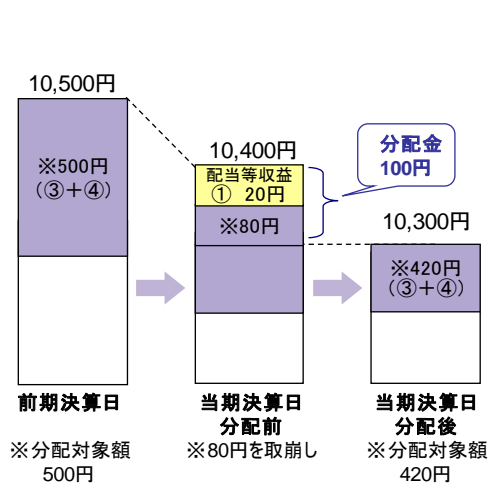 10,500円
※500円
（③＋④）
前期決算日
※分配対象額
500円
10,400円
配当等収益
① 20円
※80円
当期決算日
分配前
※80円を取崩し
分配金
100円
10,300円
※420円
（③＋④）
当期決算日
分配後
※分配対象額
420円